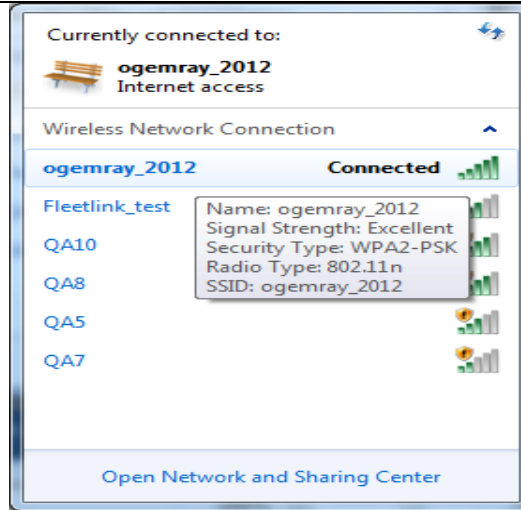 Currently connected to:
ogemray_2012
Internet access
Wireless Network Connection
ogemray_2012 Connected
Fleetlink_test
Name: ogemray_2012
Signal Strength: Excellent
Security Type: WPA2-PSK
Radio Type: 802.11n
SSID: ogemray_2012
QA10
QA8
QA5
QA7
Open Network and Sharing Center